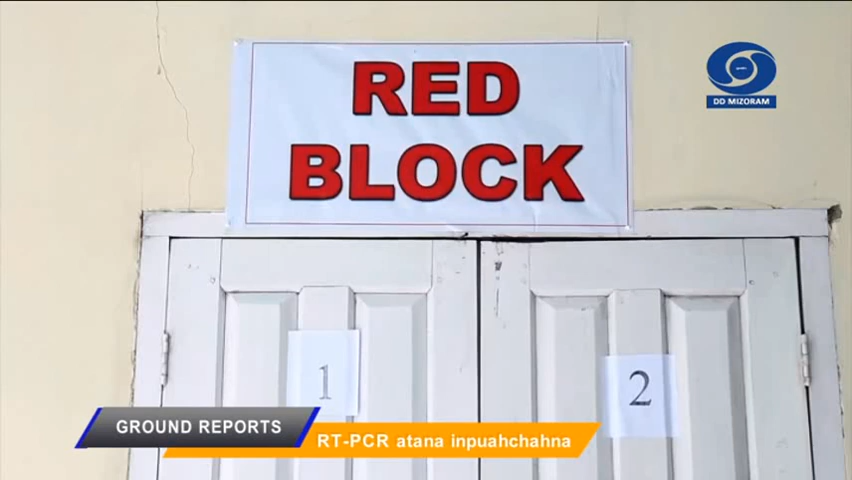 RED
BLOCK
DD MIZORAM
1
2
GROUND REPORTS
RT-PCR atana inpuahchahna